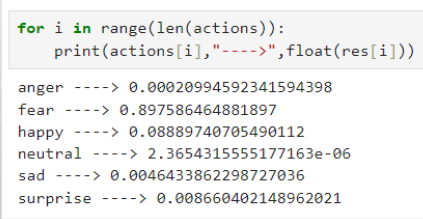 for i in range(len(actions)):
    print(actions[i],"---->",float(res[i]))
anger ----> 0.00020994592341594398
fear ----> 0.897586464881897
happy ----> 0.08889740705490112
neutral ----> 2.3654315555177163e-06
sad ----> 0.0046433862298727036
surprise ----> 0.008660402148962021